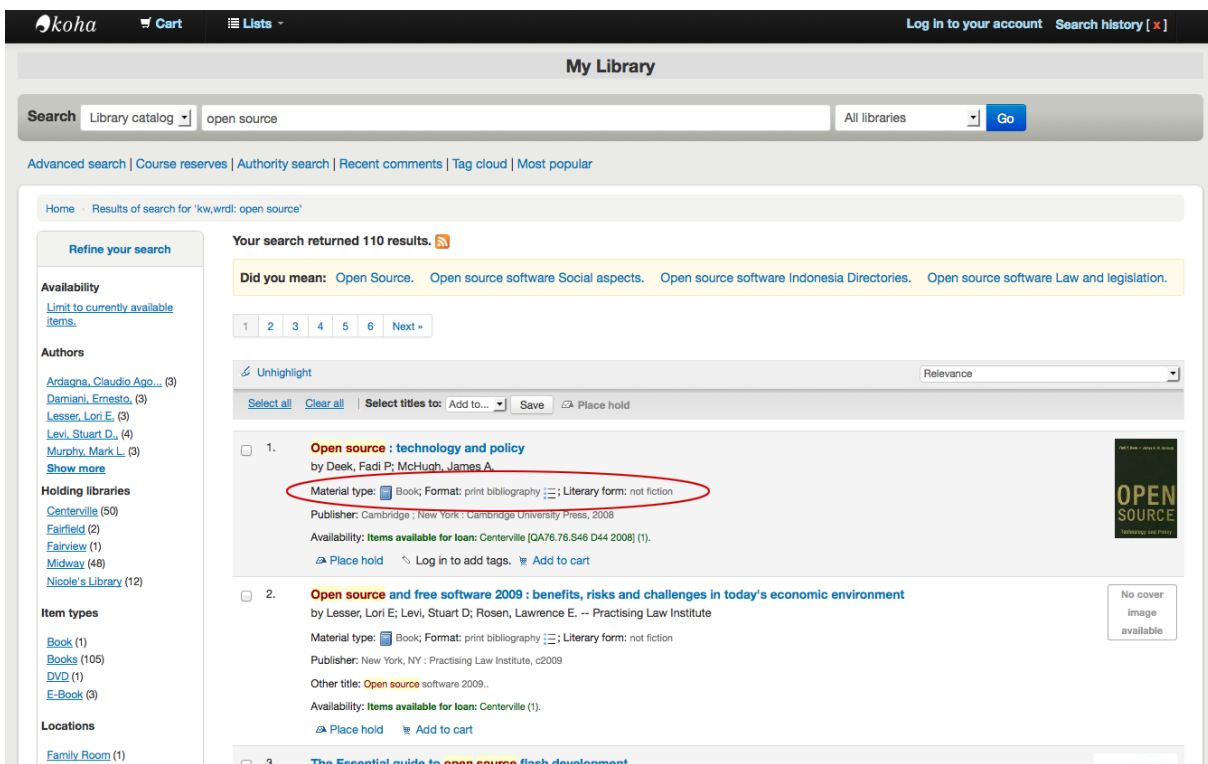 koha Cart Lists Log in to your account Search history [ x ]
My Library
Search Library catalog open source All libraries Go
Advanced search | Course reserves | Authority search | Recent comments | Tag cloud | Most popular
Home Results of search for 'kw,wrdl: open source'
Refine your search
Availability
Limit to currently available
items.
Authors
Ardagna, Claudio Ago... (3)
Damiani, Ernesto, (3)
Lesser, Lori E. (3)
Levi, Stuart D., (4)
Murphy, Mark L. (3)
Show more
Holding libraries
Centerville (50)
Fairfield (2)
Fairview (1)
Midway (48)
Nicole's Library (12)
Item types
Book (1)
Books (105)
DVD (1)
E-Book (3)
Locations
Family Room (1)
Your search returned 110 results.
Did you mean: Open Source. Open source software Social aspects. Open source software Indonesia Directories. Open source software Law and legislation.
1 2 3 4 5 6 Next »
Unhighlight Relevance
Select all Clear all | Select titles to: Add to... Save Place hold
1. Open source : technology and policy
by Deek, Fadi P; McHugh, James A.
Material type: Book; Format: print bibliography ; Literary form: not fiction
Publisher: Cambridge ; New York : Cambridge University Press, 2008
Availability: Items available for loan: Centerville [QA76.76.S46 D44 2008] (1).
Place hold Log in to add tags. Add to cart
OPEN
SOURCE
Technology and Policy
2. Open source and free software 2009 : benefits, risks and challenges in today's economic environment
by Lesser, Lori E; Levi, Stuart D; Rosen, Lawrence E. -- Practising Law Institute
Material type: Book; Format: print bibliography ; Literary form: not fiction
Publisher: New York, NY : Practising Law Institute, c2009
Other title: Open source software 2009..
Availability: Items available for loan: Centerville (1).
Place hold Add to cart
No cover
image
available
3. The Essential guide to open source flash development